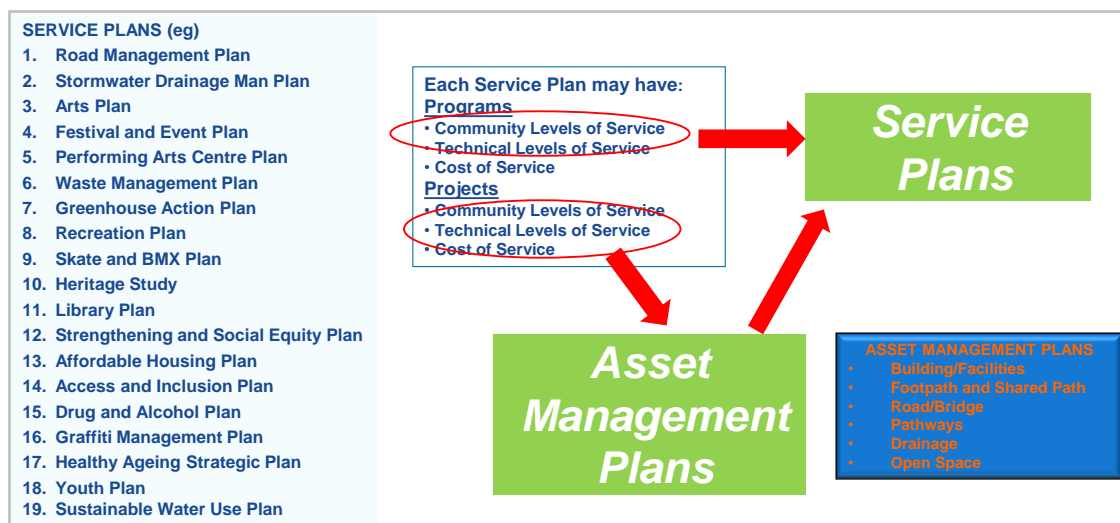 SERVICE PLANS (eg)
1. Road Management Plan
2. Stormwater Drainage Man Plan
3. Arts Plan
4. Festival and Event Plan
5. Performing Arts Centre Plan
6. Waste Management Plan
7. Greenhouse Action Plan
8. Recreation Plan
9. Skate and BMX Plan
10. Heritage Study
11. Library Plan
12. Strengthening and Social Equity Plan
13. Affordable Housing Plan
14. Access and Inclusion Plan
15. Drug and Alcohol Plan
16. Graffiti Management Plan
17. Healthy Ageing Strategic Plan
18. Youth Plan
19. Sustainable Water Use Plan
Each Service Plan may have:
Programs
• Community Levels of Service
• Technical Levels of Service
• Cost of Service
Projects
• Community Levels of Service
• Technical Levels of Service
• Cost of Service
Service
Plans
Asset
Management
Plans
ASSET MANAGEMENT PLANS
• Building/Facilities
• Footpath and Shared Path
• Road/Bridge
• Pathways
• Drainage
• Open Space